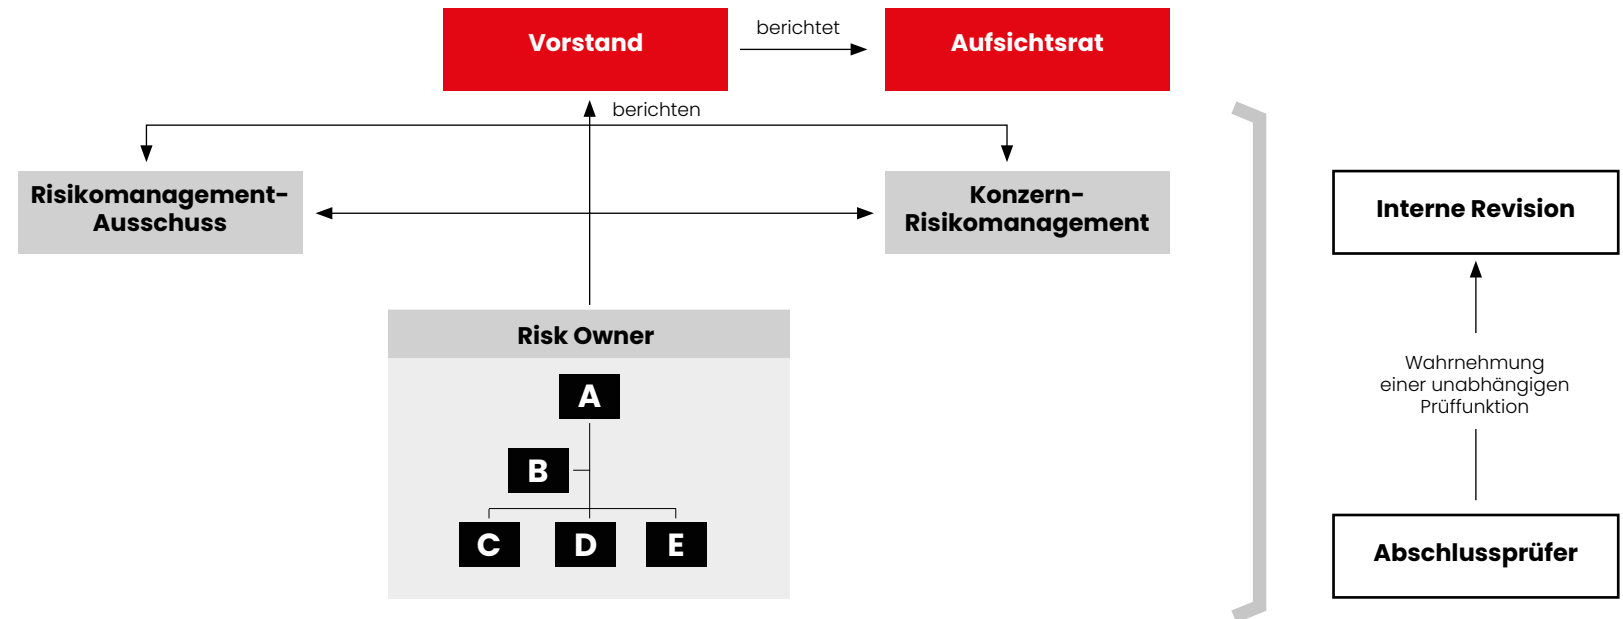 Vorstand
berichtet
Aufsichtsrat
berichten
Risikomanagement-
Ausschuss
Konzern-
Risikomanagement
Interne Revision
Risk Owner
A
B
C
D
E
Wahrnehmung
einer unabhängigen
Prüffunktion
Abschlussprüfer